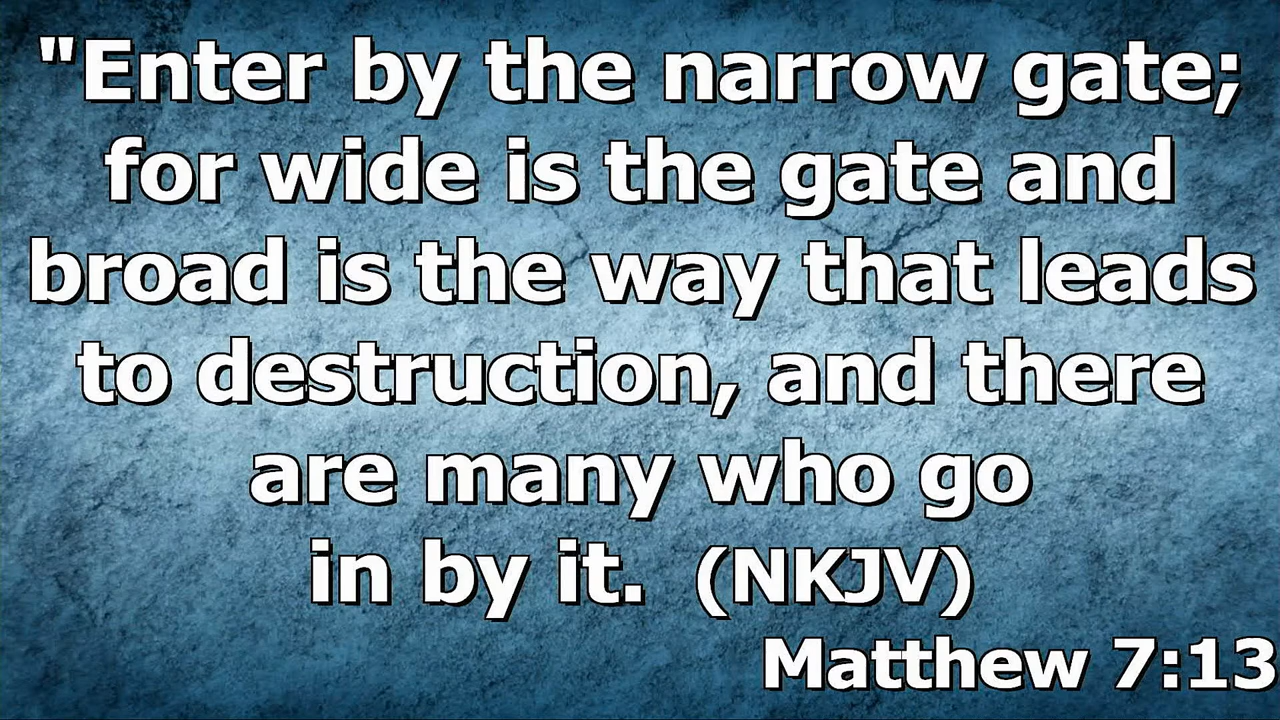 "Enter by the narrow gate;
for wide is the gate and
broad is the way that leads
to destruction, and there
are many who go
in by it. (NKJV)
Matthew 7:13